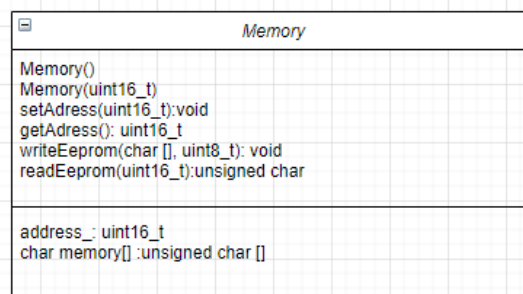 Memory
Memory()
Memory(uint16_t)
setAdress(uint16_t):void
getAdress(): uint16_t
writeEeprom(char [], uint8_t): void
readEeprom(uint16_t):unsigned char
address_: uint16_t
char memory[] :unsigned char []